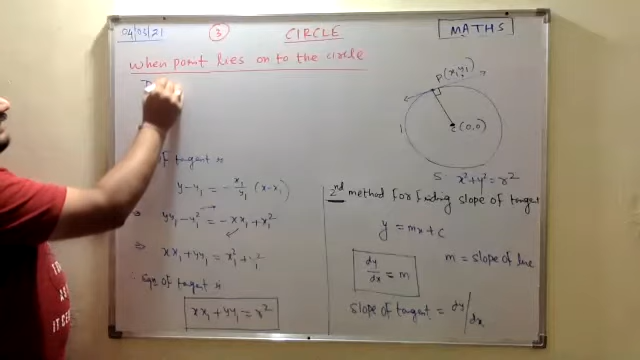 04/03/21
3
CIRCLE
MATHS
When point lies on to the circle
P(x₁,y₁)
C(0,0)
S x²+y²=r²
of tangent is
y-y₁ = -x₁/y₁ (x-x₁)
⇒ yy₁-y₁² = -xx₁+x₁²
⇒ xx₁+yy₁ = x₁²+y₁²
∴ Eqn of tangent is
xx₁+yy₁=r²
2nd method for finding slope of tangent
y = mx+c
dy/dx = m
m = slope of line
slope of tangent = dy/dx